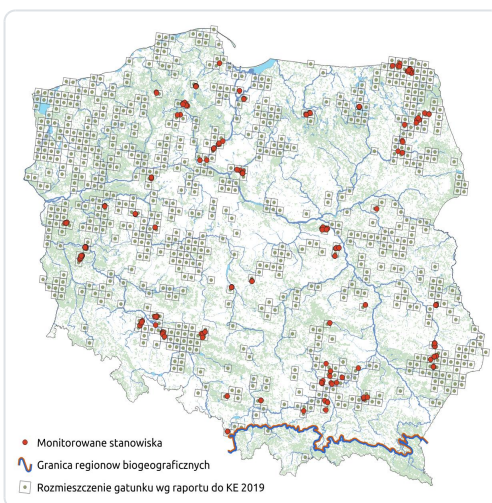 Monitorowane stanowiska
Granica regionow biogeograficznych
Rozmieszczenie gatunku wg raportu do KE 2019